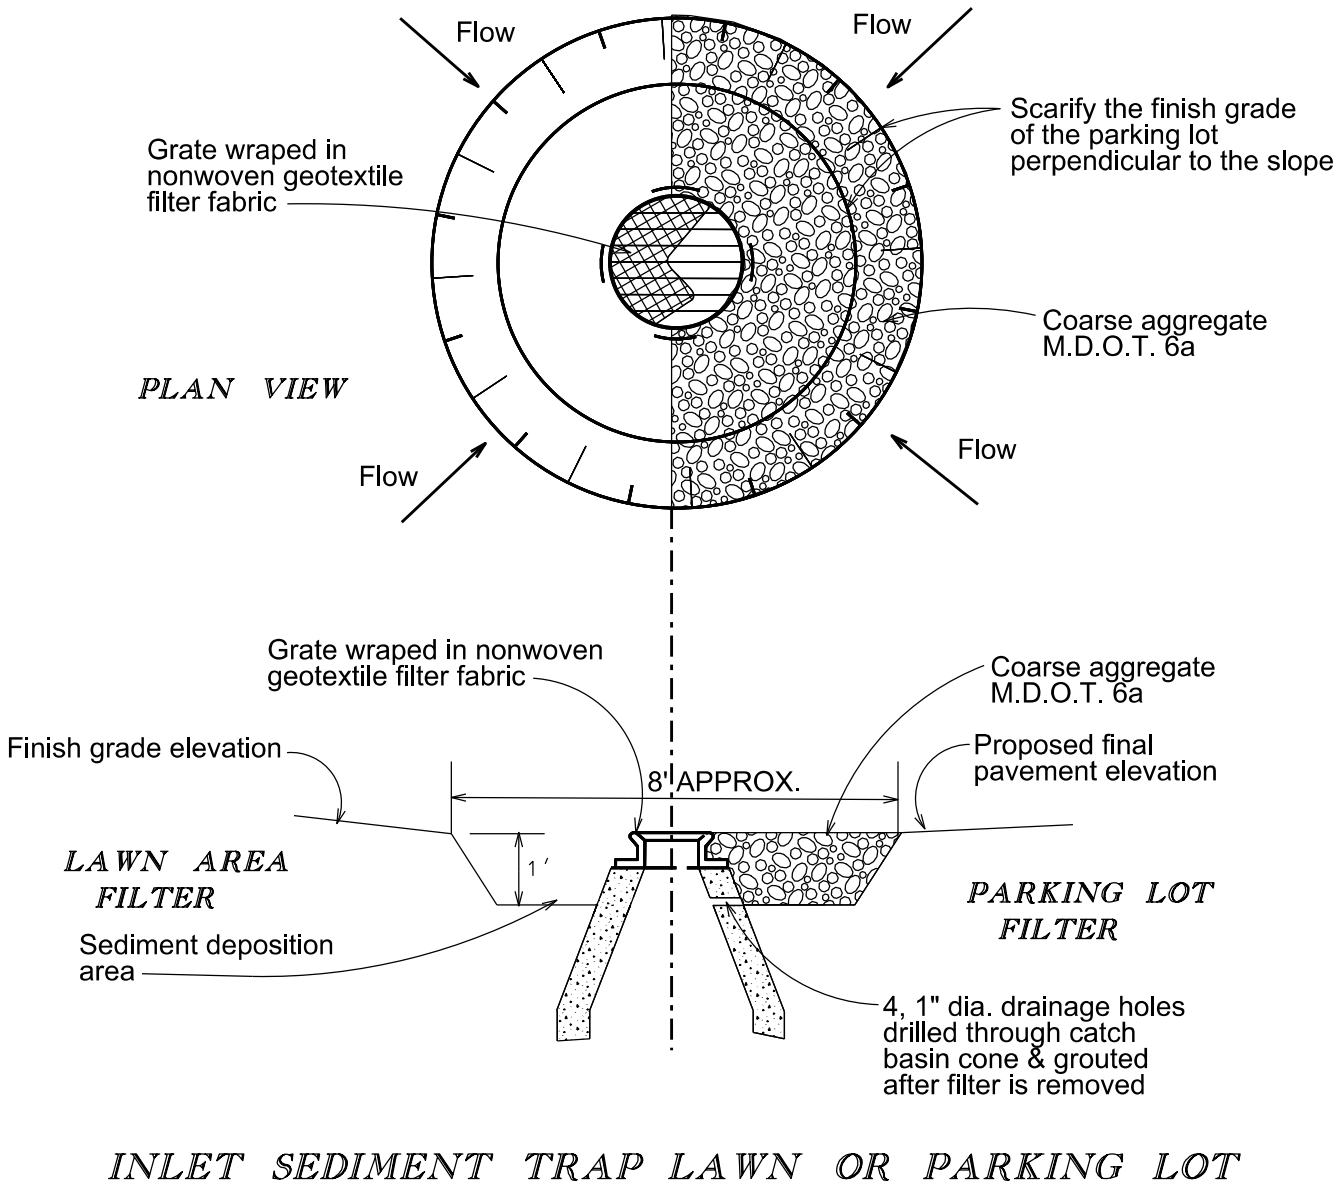 Flow
Flow
Scarify the finish grade
of the parking lot
perpendicular to the slope
Grate wraped in
nonwoven geotextile
filter fabric
Coarse aggregate
M.D.O.T. 6a
PLAN VIEW
Flow
Flow
Grate wraped in nonwoven
geotextile filter fabric
Coarse aggregate
M.D.O.T. 6a
Finish grade elevation
Proposed final
pavement elevation
8' APPROX.
1'
LAWN AREA
FILTER
PARKING LOT
FILTER
Sediment deposition
area
4, 1" dia. drainage holes
drilled through catch
basin cone & grouted
after filter is removed
INLET SEDIMENT TRAP LAWN OR PARKING LOT